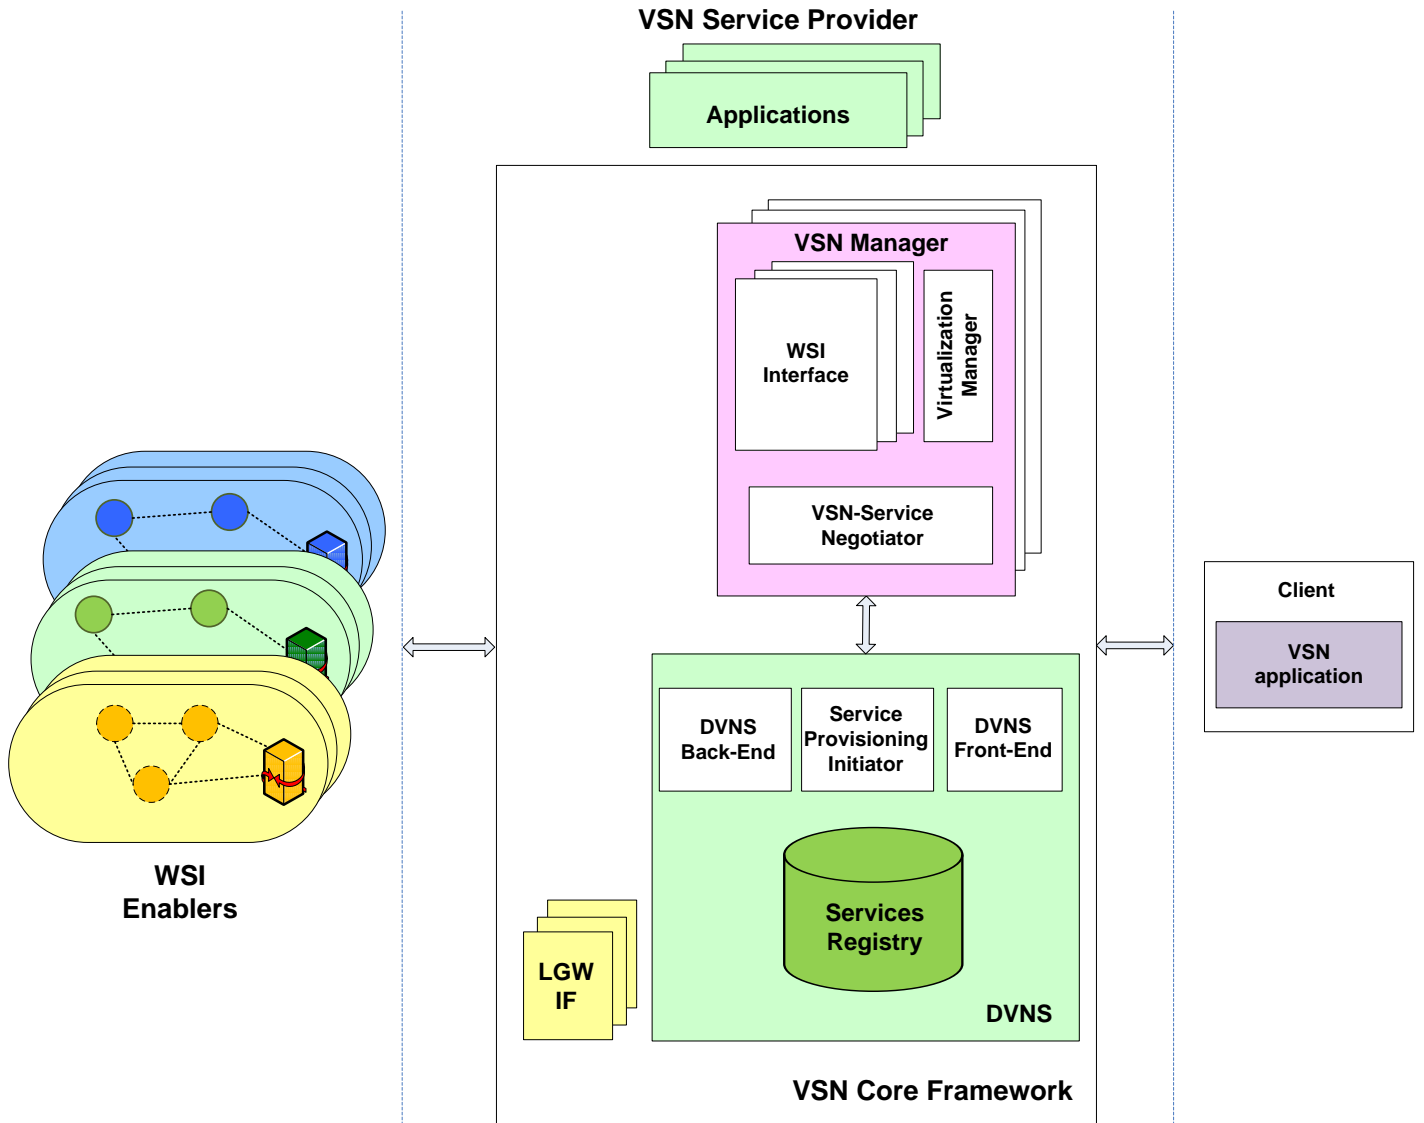 VSN Service Provider
Applications
VSN Manager
WSI
Interface
Virtualization
Manager
VSN-Service
Negotiator
Client
VSN
application
DVNS
Back-End
Service
Provisioning
Initiator
DVNS
Front-End
Services
Registry
DVNS
WSI
Enablers
LGW
IF
VSN Core Framework